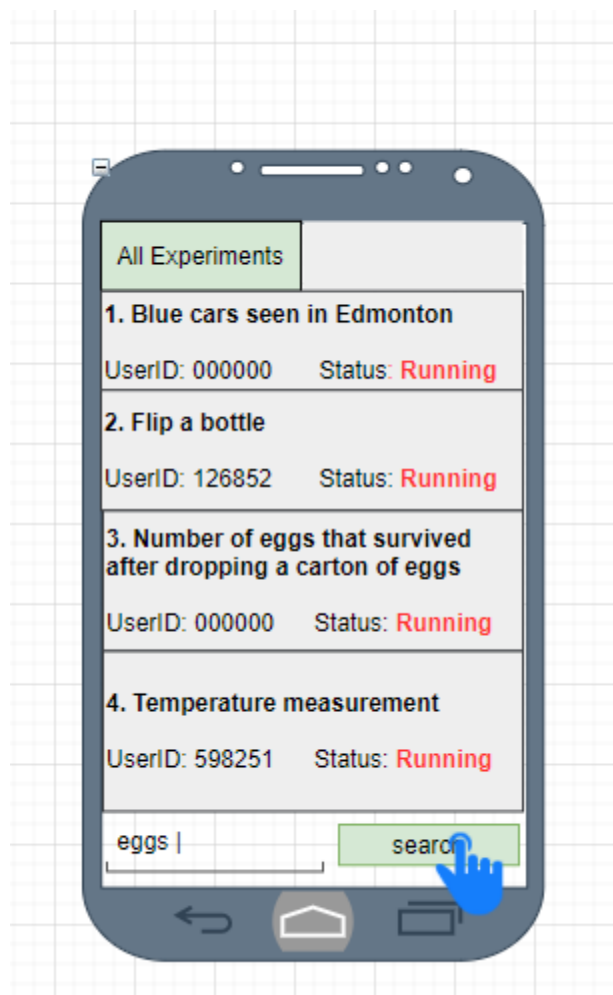 All Experiments
1. Blue cars seen in Edmonton
UserID: 000000 Status: Running
2. Flip a bottle
UserID: 126852 Status: Running
3. Number of eggs that survived
after dropping a carton of eggs
UserID: 000000 Status: Running
4. Temperature measurement
UserID: 598251 Status: Running
eggs | search